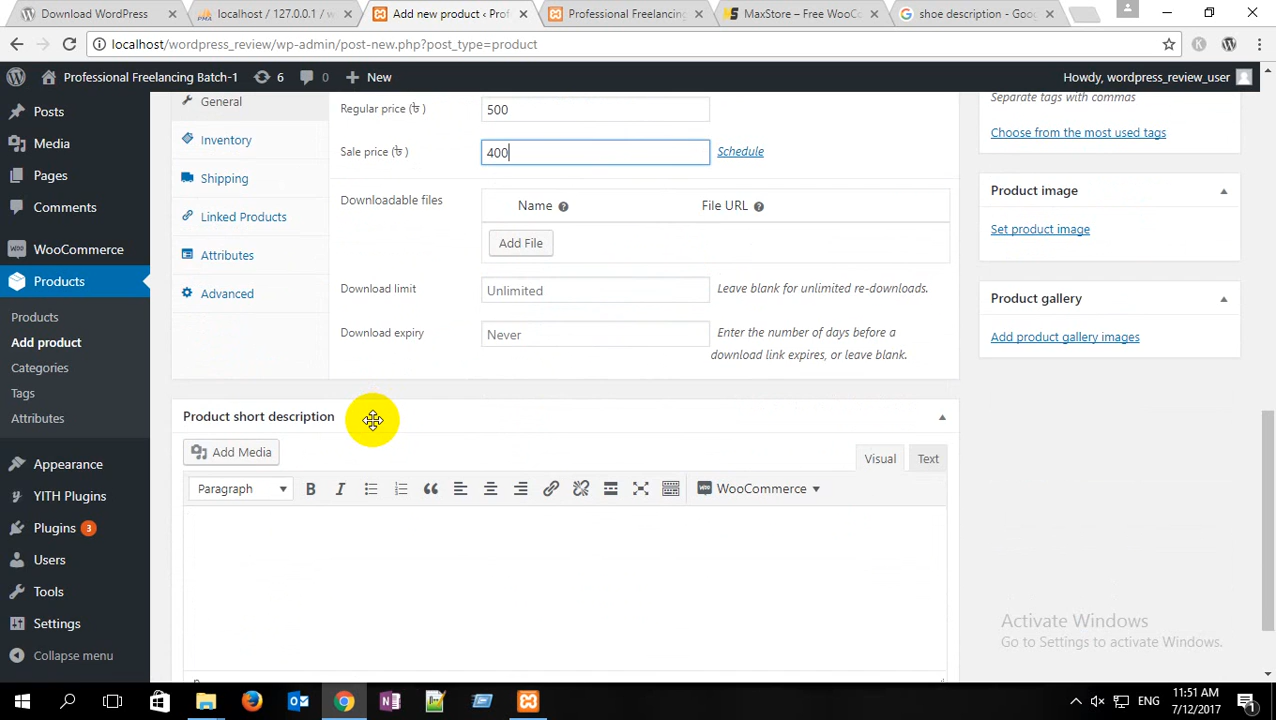 Download WordPress
localhost / 127.0.0.1 / w
Add new product ‹ Prof
Professional Freelancing
MaxStore – Free WooCo
shoe description - Goog
localhost/wordpress_review/wp-admin/post-new.php?post_type=product
Professional Freelancing Batch-1 6 0 New Howdy, wordpress_review_user
Posts
Media
Pages
Comments
WooCommerce
Products
Products
Add product
Categories
Tags
Attributes
Appearance
YITH Plugins
Plugins 3
Users
Tools
Settings
Collapse menu
General
Inventory
Shipping
Linked Products
Attributes
Advanced
Regular price (৳ ) 500
Sale price (৳ ) 400 Schedule
Downloadable files Name File URL
Add File
Download limit Unlimited Leave blank for unlimited re-downloads.
Download expiry Never Enter the number of days before a
download link expires, or leave blank.
Product short description
Add Media
Visual Text
Paragraph B I WooCommerce
Separate tags with commas
Choose from the most used tags
Product image
Set product image
Product gallery
Add product gallery images
Activate Windows
Go to Settings to activate Windows.
ENG
11:51 AM
7/12/2017
1